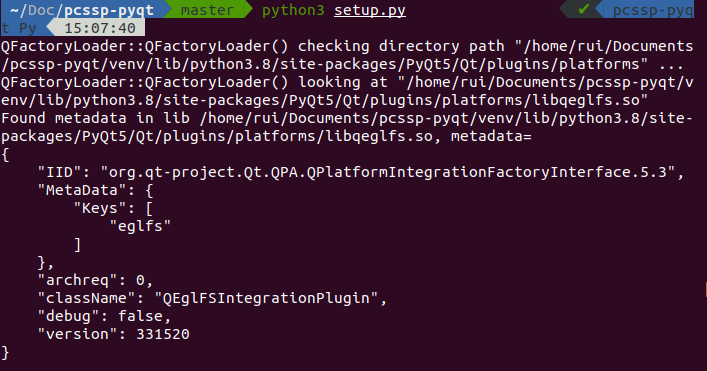 ~/Doc/pcssp-pyqt master python3 setup.py ✔ pcssp-pyq
t Py 15:07:40
QFactoryLoader::QFactoryLoader() checking directory path "/home/rui/Documents
/pcssp-pyqt/venv/lib/python3.8/site-packages/PyQt5/Qt/plugins/platforms" ...
QFactoryLoader::QFactoryLoader() looking at "/home/rui/Documents/pcssp-pyqt/v
env/lib/python3.8/site-packages/PyQt5/Qt/plugins/platforms/libqeglfs.so"
Found metadata in lib /home/rui/Documents/pcssp-pyqt/venv/lib/python3.8/site-
packages/PyQt5/Qt/plugins/platforms/libqeglfs.so, metadata=
{
    "IID": "org.qt-project.Qt.QPA.QPlatformIntegrationFactoryInterface.5.3",
    "MetaData": {
        "Keys": [
            "eglfs"
        ]
    },
    "archreq": 0,
    "className": "QEglFSIntegrationPlugin",
    "debug": false,
    "version": 331520
}